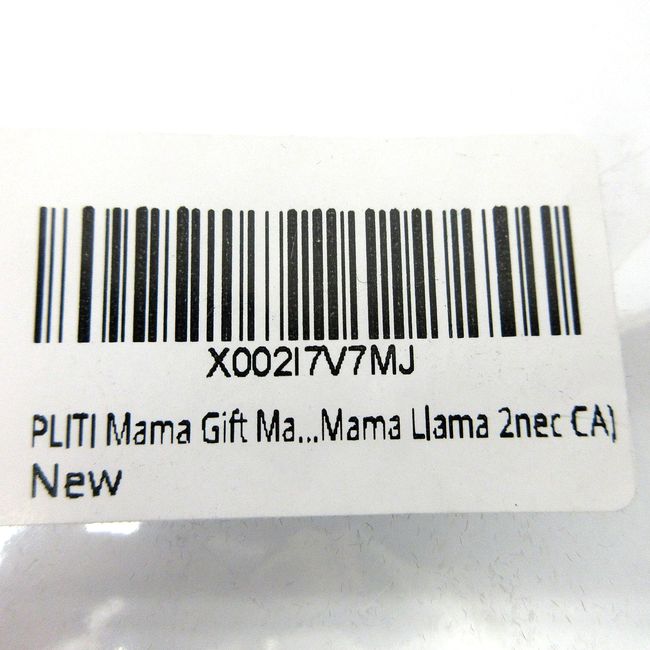 X002I7V7MJ
PLITI Mama Gift Ma...Mama Llama 2nec CA)
New